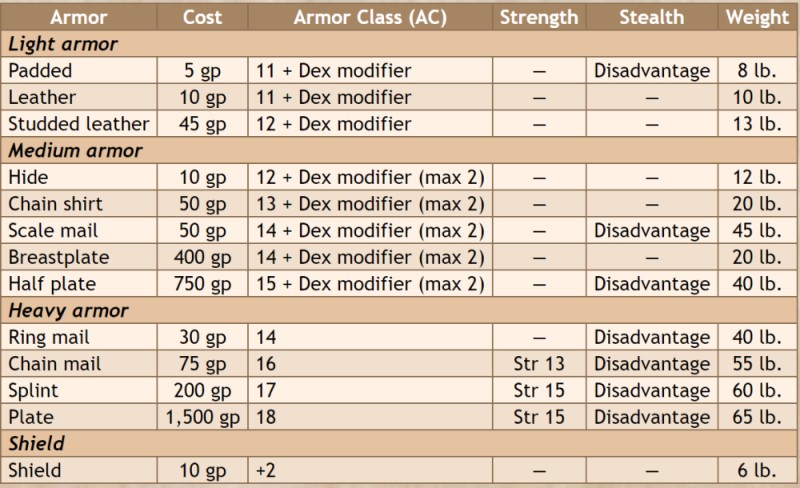 Armor Cost Armor Class (AC) Strength Stealth Weight
Light armor
Padded 5 gp 11 + Dex modifier — Disadvantage 8 lb.
Leather 10 gp 11 + Dex modifier — — 10 lb.
Studded leather 45 gp 12 + Dex modifier — — 13 lb.
Medium armor
Hide 10 gp 12 + Dex modifier (max 2) — — 12 lb.
Chain shirt 50 gp 13 + Dex modifier (max 2) — — 20 lb.
Scale mail 50 gp 14 + Dex modifier (max 2) — Disadvantage 45 lb.
Breastplate 400 gp 14 + Dex modifier (max 2) — — 20 lb.
Half plate 750 gp 15 + Dex modifier (max 2) — Disadvantage 40 lb.
Heavy armor
Ring mail 30 gp 14 — Disadvantage 40 lb.
Chain mail 75 gp 16 Str 13 Disadvantage 55 lb.
Splint 200 gp 17 Str 15 Disadvantage 60 lb.
Plate 1,500 gp 18 Str 15 Disadvantage 65 lb.
Shield
Shield 10 gp +2 — — 6 lb.